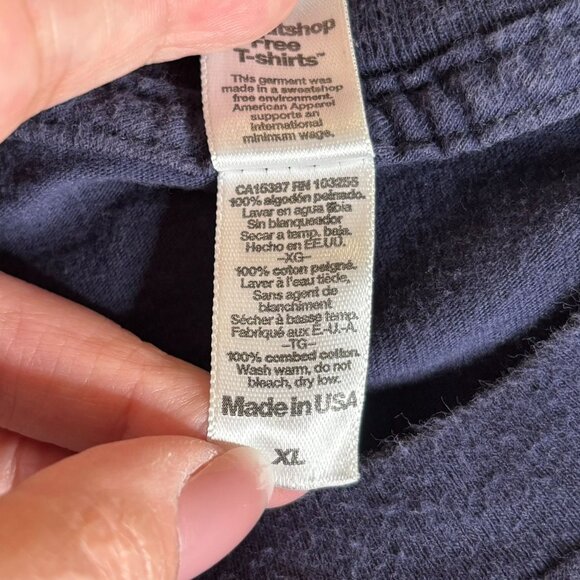 Free
T-shirts™
This garment was
made in a sweatshop
free environment.
American Apparel
supports an
international
minimum wage.
CA15387 RN 103255
100% algodón peinado.
Lavar en agua tibia
Sin blanqueador
Secar a temp. baja.
Hecho en EE.UU.
-XG-
100% coton peigné.
Laver à l'eau tiède,
Sans agent de
blanchiment
Sécher à basse temp.
Fabriqué aux É-U-A.
-TG-
100% combed cotton.
Wash warm, do not
bleach, dry low.
Made in USA
XL